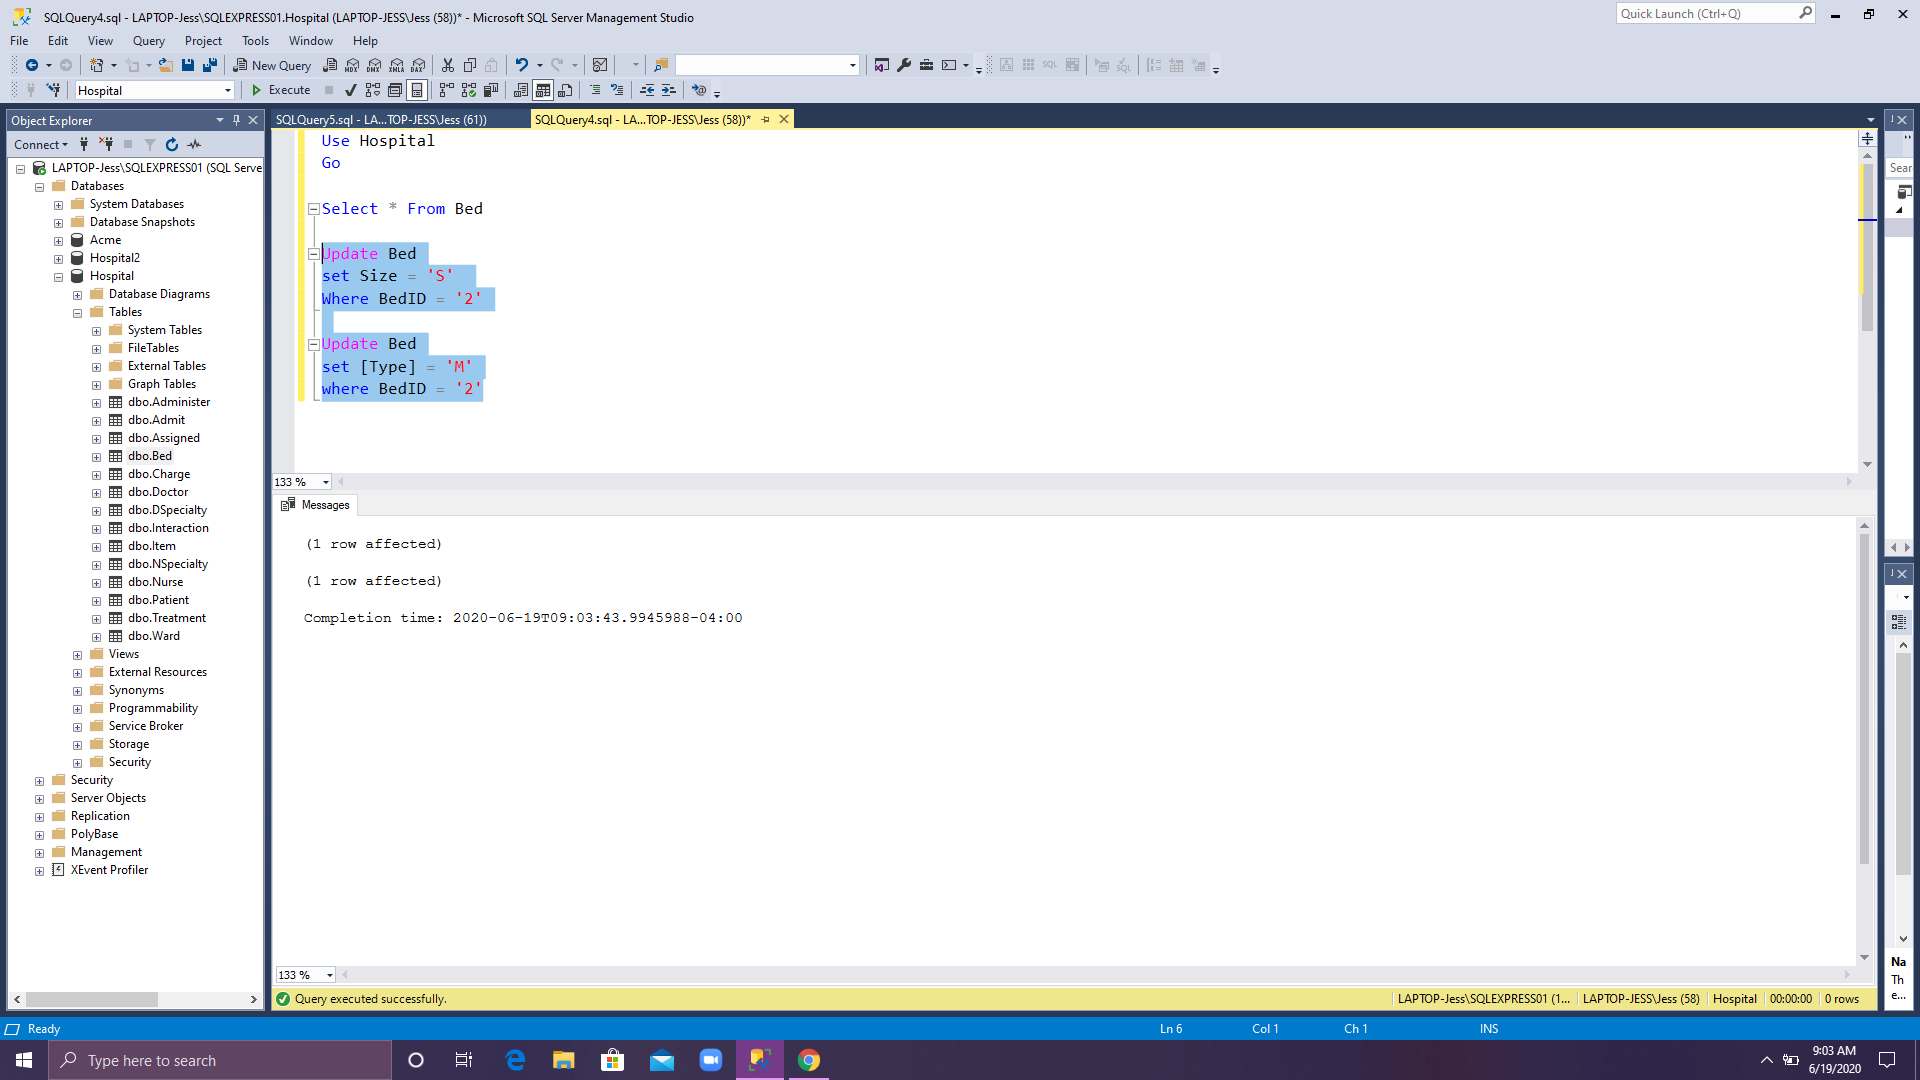 SQLQuery4.sql - LAPTOP-Jess\SQLEXPRESS01.Hospital (LAPTOP-JESS\Jess (58))* - Microsoft SQL Server Management Studio
Quick Launch (Ctrl+Q)
File Edit View Query Project Tools Window Help
New Query MDX DMX XMLA DAX
SQL SQL
Hospital
Execute
Object Explorer
SQLQuery5.sql - LA...TOP-JESS\Jess (61))
SQLQuery4.sql - LA...TOP-JESS\Jess (58))*
Connect
LAPTOP-Jess\SQLEXPRESS01 (SQL Serve
Databases
System Databases
Database Snapshots
Acme
Hospital2
Hospital
Database Diagrams
Tables
System Tables
FileTables
External Tables
Graph Tables
dbo.Administer
dbo.Admit
dbo.Assigned
dbo.Bed
dbo.Charge
dbo.Doctor
dbo.DSpecialty
dbo.Interaction
dbo.Item
dbo.NSpecialty
dbo.Nurse
dbo.Patient
dbo.Treatment
dbo.Ward
Views
External Resources
Synonyms
Programmability
Service Broker
Storage
Security
Security
Server Objects
Replication
PolyBase
Management
XEvent Profiler
Use Hospital
Go
Select * From Bed
Update Bed
set Size = 'S'
Where BedID = '2'
Update Bed
set [Type] = 'M'
where BedID = '2'
133 %
Messages
(1 row affected)
(1 row affected)
Completion time: 2020-06-19T09:03:43.9945988-04:00
133 %
Query executed successfully.
LAPTOP-Jess\SQLEXPRESS01 (1... LAPTOP-JESS\Jess (58) Hospital 00:00:00 0 rows
Sear
Na
Th
e...
Ready
Ln 6 Col 1 Ch 1 INS
Type here to search
9:03 AM
6/19/2020